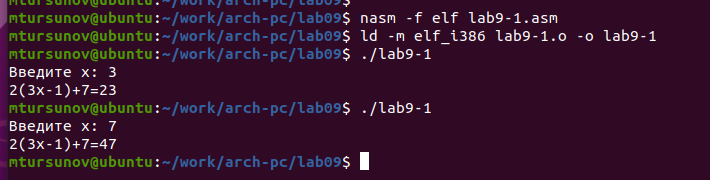 mtursunov@ubuntu:~/work/arch-pc/lab09$ nasm -f elf lab9-1.asm
mtursunov@ubuntu:~/work/arch-pc/lab09$ ld -m elf_i386 lab9-1.o -o lab9-1
mtursunov@ubuntu:~/work/arch-pc/lab09$ ./lab9-1
Введите x: 3
2(3x-1)+7=23
mtursunov@ubuntu:~/work/arch-pc/lab09$ ./lab9-1
Введите x: 7
2(3x-1)+7=47
mtursunov@ubuntu:~/work/arch-pc/lab09$